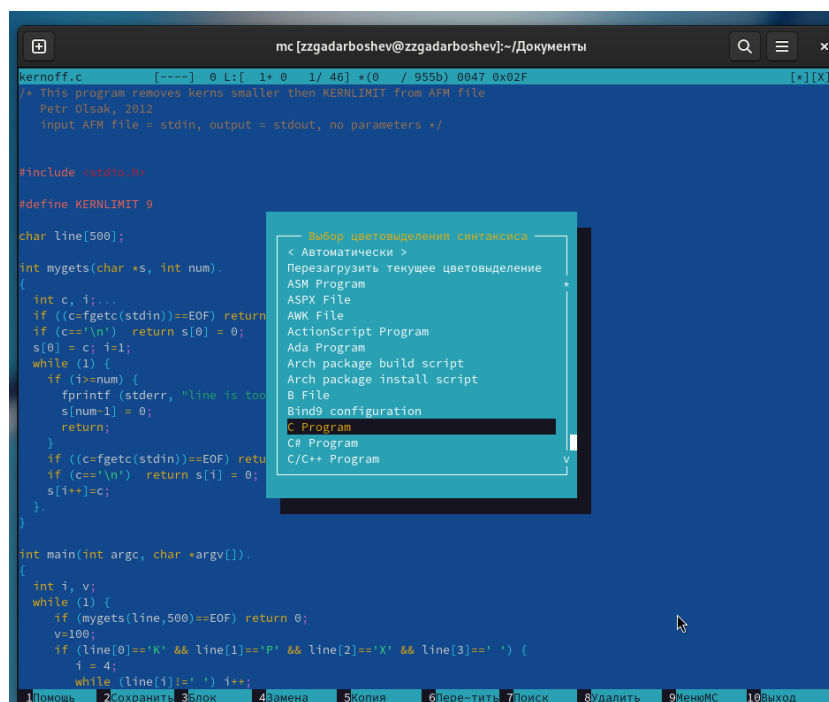 mc [zzgadarboshev@zzgadarboshev]:~/Документы
kernoff.c [----] 0 L:[ 1+ 0 1/ 46] *(0 / 955b) 0047 0x02F [*][X]
/* This program removes kerns smaller then KERNLIMIT from AFM file
Petr Olsak, 2012
input AFM file = stdin, output = stdout, no parameters */
#include <stdio.h>
#define KERNLIMIT 9
char line[500];
int mygets(char *s, int num).
{
int c, i;...
if ((c=fgetc(stdin))==EOF) return
if (c=='\n') return s[0] = 0;
s[0] = c; i=1;
while (1) {
if (i>=num) {
fprintf (stderr, "line is too
s[num-1] = 0;
return;
}
if ((c=fgetc(stdin))==EOF) retu
if (c=='\n') return s[i] = 0;
s[i++]=c;
}.
}
int main(int argc, char *argv[]).
{
int i, v;
while (1) {
if (mygets(line,500)==EOF) return 0;
v=100;
if (line[0]=='K' && line[1]=='P' && line[2]=='X' && line[3]==' ') {
i = 4;
while (line[i]!=' ') i++;
Выбор цветовыделения синтаксиса
< Автоматически >
Перезагрузить текущее цветовыделение
ASM Program
ASPX File
AWK File
ActionScript Program
Ada Program
Arch package build script
Arch package install script
B File
Bind9 configuration
C Program
C# Program
C/C++ Program
1Помощь 2Сохранить 3Блок 4Замена 5Копия 6Пере~тить 7Поиск 8Удалить 9МенюMC 10Выход